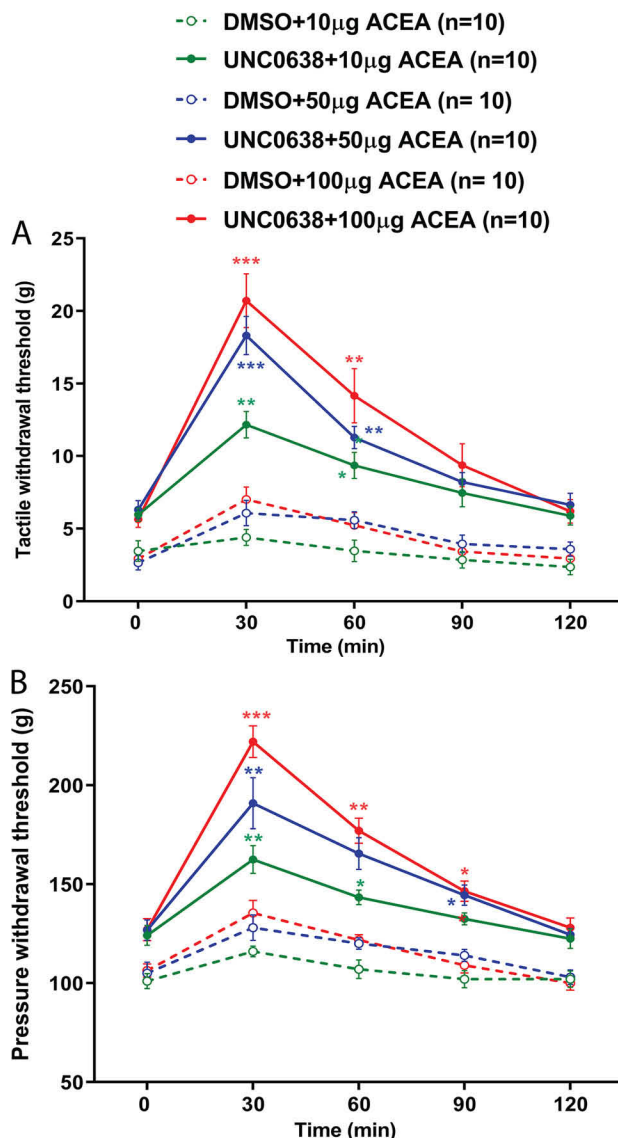 DMSO+10μg ACEA (n=10)
UNC0638+10μg ACEA (n=10)
DMSO+50μg ACEA (n= 10)
UNC0638+50μg ACEA (n=10)
DMSO+100μg ACEA (n= 10)
UNC0638+100μg ACEA (n=10)
A
Tactile withdrawal threshold (g)
25
20
15
10
5
0
***
***
**
**
**
*
0 30 60 90 120
Time (min)
B
Pressure withdrawal threshold (g)
250
200
150
100
50
***
**
**
**
*
*
*
0 30 60 90 120
Time (min)